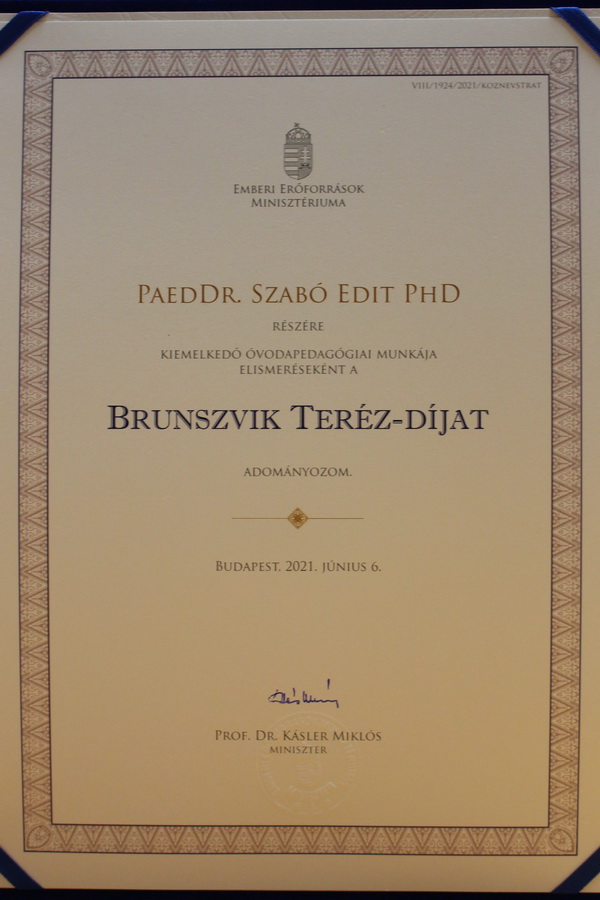 VIII/1924/2021/KOZNEVSTRAT
Emberi Erőforrások
Minisztériuma
PaedDr. Szabó Edit PhD
részére
kiemelkedő óvodapedagógiai munkája
elismeréseként a
Brunszvik Teréz-díjat
adományozom.
Budapest, 2021. június 6.
Prof. Dr. Kásler Miklós
miniszter